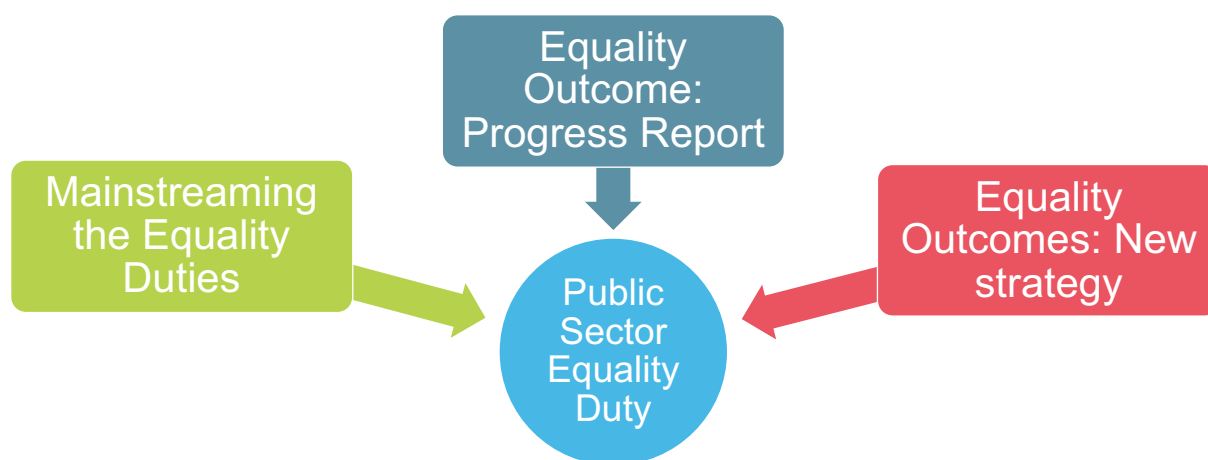 Equality
Outcome:
Progress Report
Mainstreaming
the Equality
Duties
Equality
Outcomes: New
strategy
Public
Sector
Equality
Duty